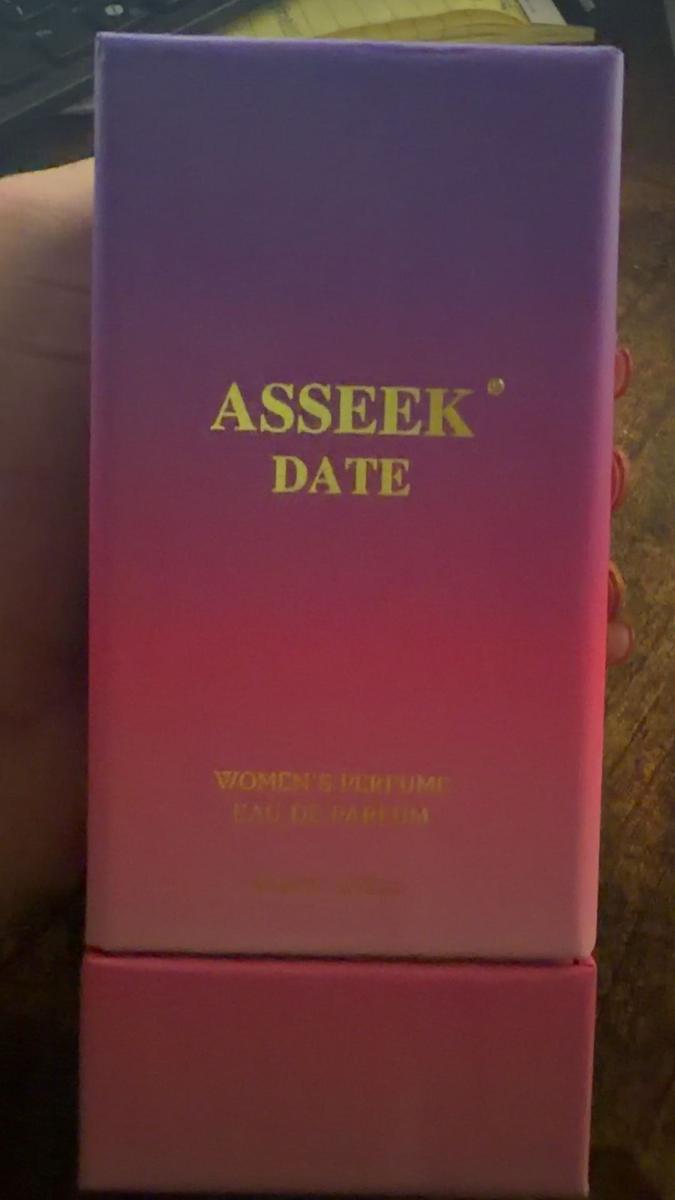 ASSEEK®
DATE
WOMEN'S PERFUME
EAU DE PARFUM